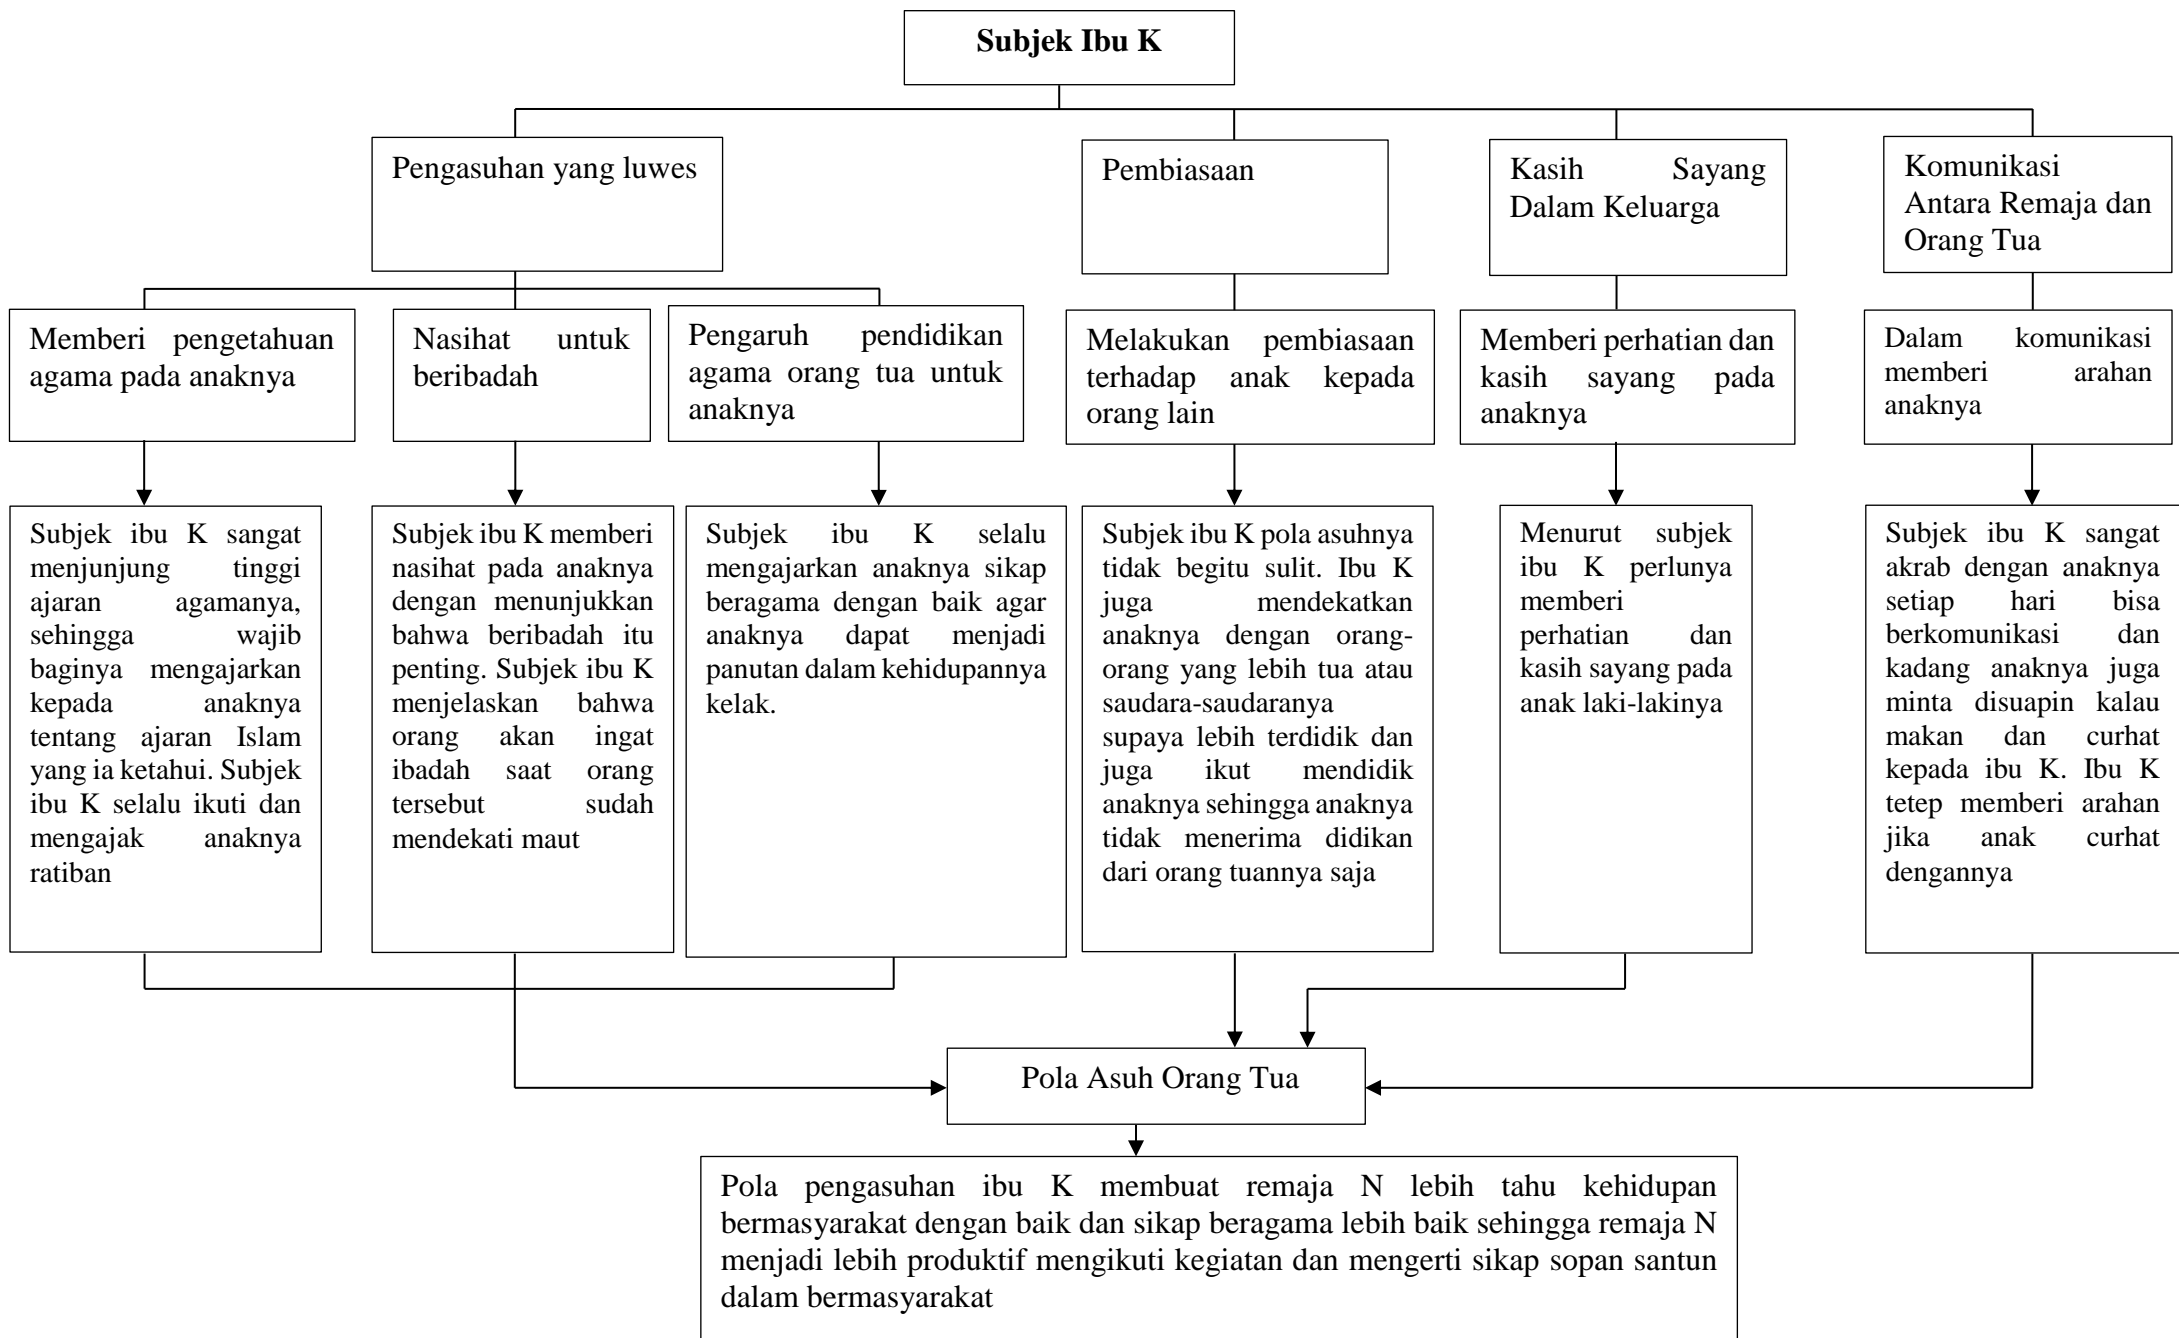 Subjek Ibu K
Pengasuhan yang luwes
Pembiasaan
Kasih Sayang
Dalam Keluarga
Komunikasi
Antara Remaja dan
Orang Tua
Memberi pengetahuan
agama pada anaknya
Nasihat untuk
beribadah
Pengaruh pendidikan
agama orang tua untuk
anaknya
Melakukan pembiasaan
terhadap anak kepada
orang lain
Memberi perhatian dan
kasih sayang pada
anaknya
Dalam komunikasi
memberi arahan
anaknya
Subjek ibu K sangat
menjunjung tinggi
ajaran agamanya,
sehingga wajib
baginya mengajarkan
kepada anaknya
tentang ajaran Islam
yang ia ketahui. Subjek
ibu K selalu ikuti dan
mengajak anaknya
ratiban
Subjek ibu K memberi
nasihat pada anaknya
dengan menunjukkan
bahwa beribadah itu
penting. Subjek ibu K
menjelaskan bahwa
orang akan ingat
ibadah saat orang
tersebut sudah
mendekati maut
Subjek ibu K selalu
mengajarkan anaknya sikap
beragama dengan baik agar
anaknya dapat menjadi
panutan dalam kehidupannya
kelak.
Subjek ibu K pola asuhnya
tidak begitu sulit. Ibu K
juga mendekatkan
anaknya dengan orang-
orang yang lebih tua atau
saudara-saudaranya
supaya lebih terdidik dan
juga ikut mendidik
anaknya sehingga anaknya
tidak menerima didikan
dari orang tuannya saja
Menurut subjek
ibu K perlunya
memberi
perhatian dan
kasih sayang pada
anak laki-lakinya
Subjek ibu K sangat
akrab dengan anaknya
setiap hari bisa
berkomunikasi dan
kadang anaknya juga
minta disuapin kalau
makan dan curhat
kepada ibu K. Ibu K
tetep memberi arahan
jika anak curhat
dengannya
Pola Asuh Orang Tua
Pola pengasuhan ibu K membuat remaja N lebih tahu kehidupan
bermasyarakat dengan baik dan sikap beragama lebih baik sehingga remaja N
menjadi lebih produktif mengikuti kegiatan dan mengerti sikap sopan santun
dalam bermasyarakat